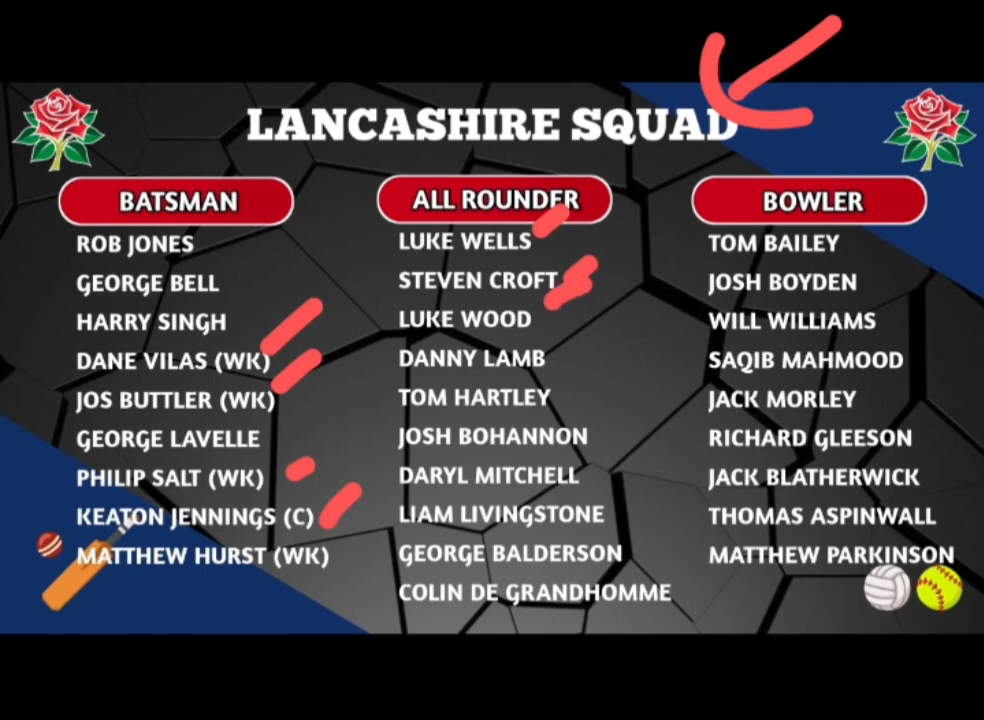 LANCASHIRE SQUAD
BATSMAN
ROB JONES
GEORGE BELL
HARRY SINGH
DANE VILAS (WK)
JOS BUTTLER (WK)
GEORGE LAVELLE
PHILIP SALT (WK)
KEATON JENNINGS (C)
MATTHEW HURST (WK)
ALL ROUNDER
LUKE WELLS
STEVEN CROFT
LUKE WOOD
DANNY LAMB
TOM HARTLEY
JOSH BOHANNON
DARYL MITCHELL
LIAM LIVINGSTONE
GEORGE BALDERSON
COLIN DE GRANDHOMME
BOWLER
TOM BAILEY
JOSH BOYDEN
WILL WILLIAMS
SAQIB MAHMOOD
JACK MORLEY
RICHARD GLEESON
JACK BLATHERWICK
THOMAS ASPINWALL
MATTHEW PARKINSON